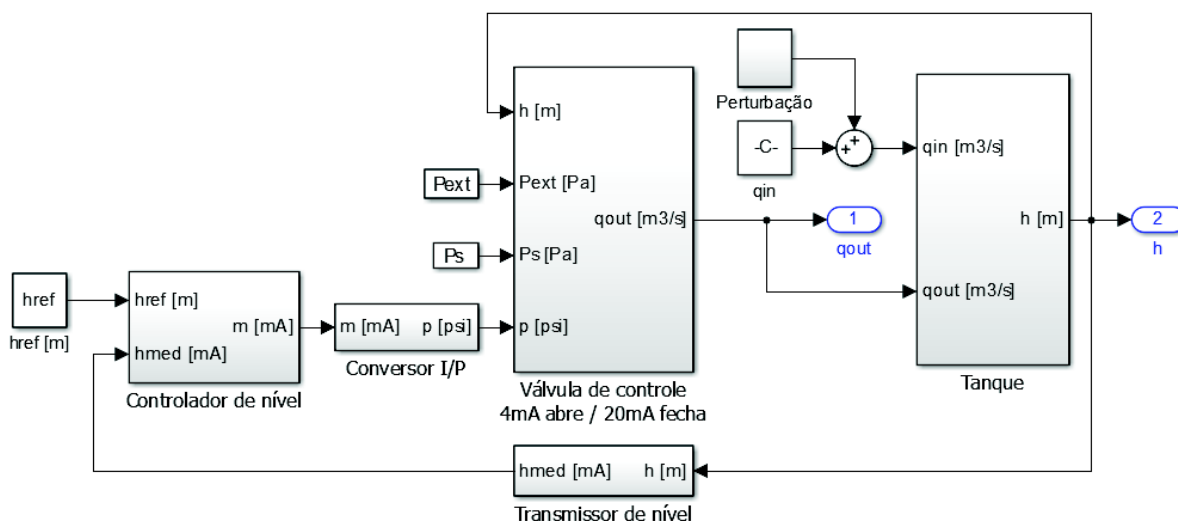 Perturbação
-C-
qin
+
+
h [m]
Pext
Pext [Pa]
Ps
Ps [Pa]
p [psi]
qout [m3/s]
Válvula de controle
4mA abre / 20mA fecha
1
qout
qin [m3/s]
qout [m3/s]
h [m]
Tanque
2
h
href
href [m]
href [m]
hmed [mA]
m [mA]
Controlador de nível
m [mA]
p [psi]
Conversor I/P
hmed [mA]
h [m]
Transmissor de nível